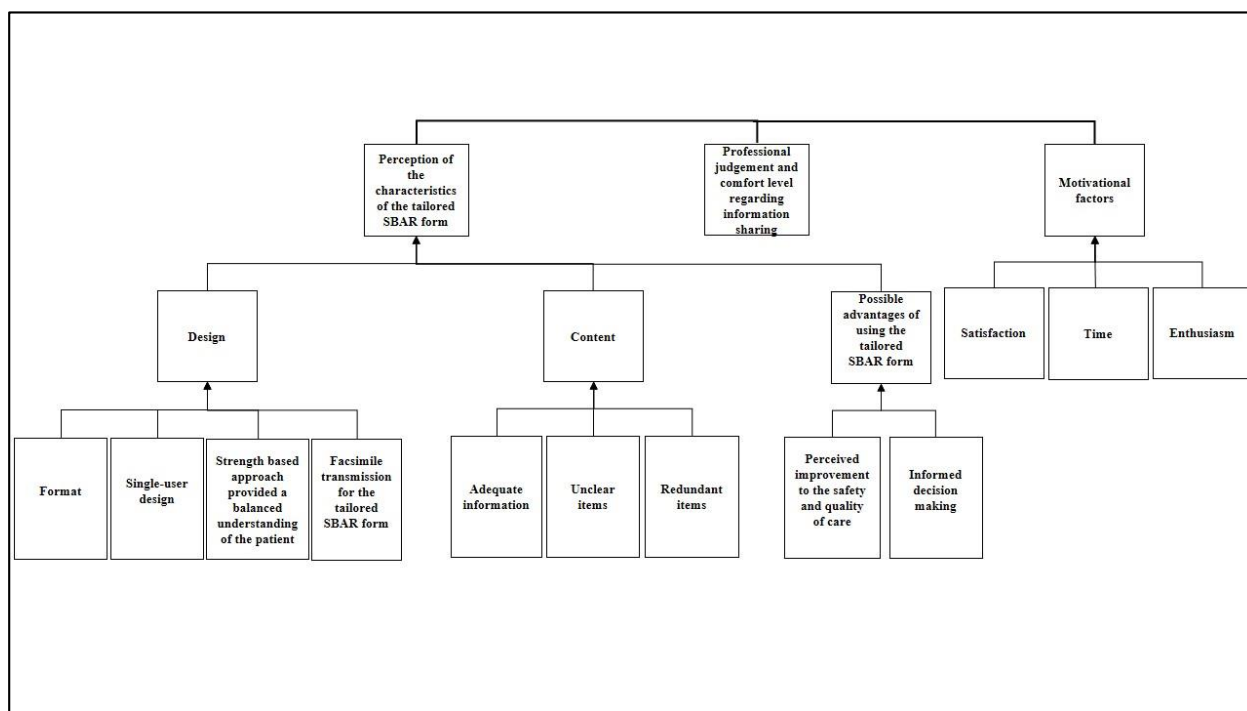 Perception of
the
characteristics
of the tailored
SBAR form
Professional
judgement and
comfort level
regarding
information
sharing
Motivational
factors
Design
Content
Possible
advantages of
using the
tailored
SBAR form
Satisfaction
Time
Enthusiasm
Format
Single-user
design
Strength based
approach
provided a
balanced
understanding
of the patient
Facsimile
transmission
for the
tailored
SBAR form
Adequate
information
Unclear
items
Redundant
items
Perceived
improvement
to the safety
and quality
of care
Informed
decision
making